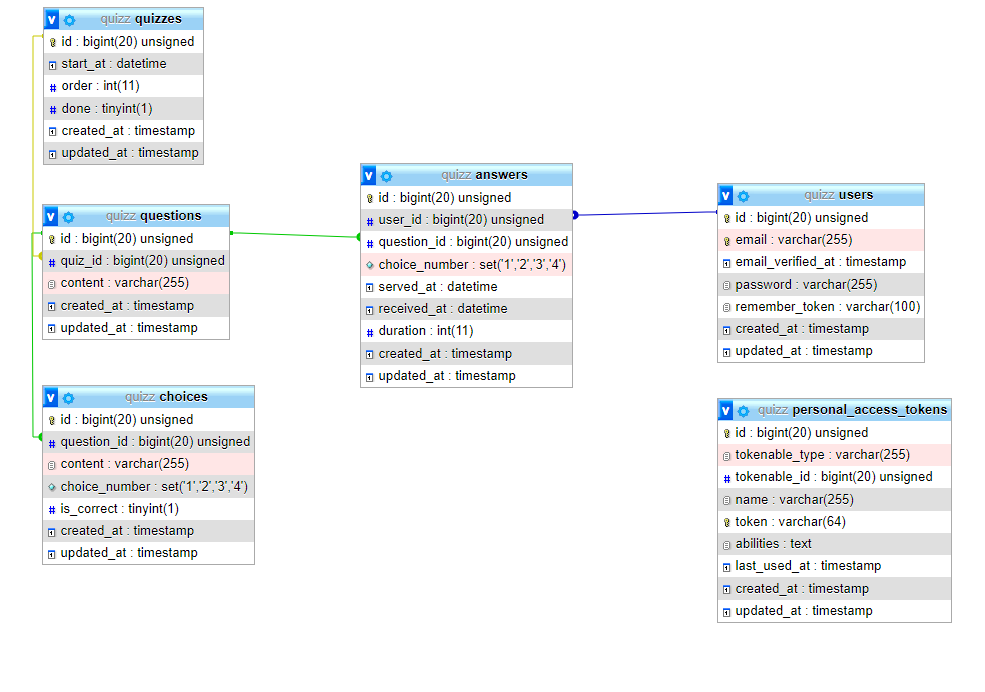 quizz quizzes
id : bigint(20) unsigned
start_at : datetime
order : int(11)
done : tinyint(1)
created_at : timestamp
updated_at : timestamp
quizz questions
id : bigint(20) unsigned
quiz_id : bigint(20) unsigned
content : varchar(255)
created_at : timestamp
updated_at : timestamp
quizz choices
id : bigint(20) unsigned
question_id : bigint(20) unsigned
content : varchar(255)
choice_number : set('1','2','3','4')
is_correct : tinyint(1)
created_at : timestamp
updated_at : timestamp
quizz answers
id : bigint(20) unsigned
user_id : bigint(20) unsigned
question_id : bigint(20) unsigned
choice_number : set('1','2','3','4')
served_at : datetime
received_at : datetime
duration : int(11)
created_at : timestamp
updated_at : timestamp
quizz users
id : bigint(20) unsigned
email : varchar(255)
email_verified_at : timestamp
password : varchar(255)
remember_token : varchar(100)
created_at : timestamp
updated_at : timestamp
quizz personal_access_tokens
id : bigint(20) unsigned
tokenable_type : varchar(255)
tokenable_id : bigint(20) unsigned
name : varchar(255)
token : varchar(64)
abilities : text
last_used_at : timestamp
created_at : timestamp
updated_at : timestamp